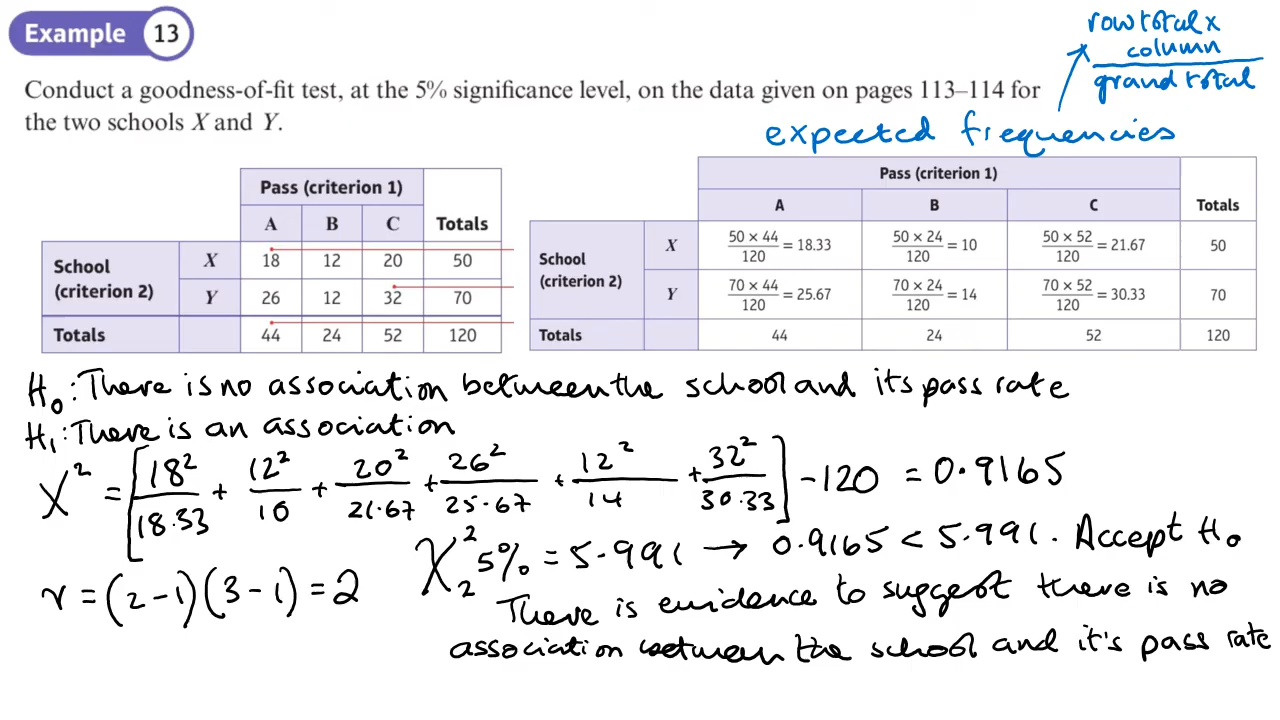 Example 13
row total x
column
grand total
Conduct a goodness-of-fit test, at the 5% significance level, on the data given on pages 113–114 for
the two schools X and Y.
expected frequencies
Pass (criterion 1)
A B C Totals
School (criterion 2) X 18 12 20 50
Y 26 12 32 70
Totals 44 24 52 120
Pass (criterion 1)
A B C Totals
School (criterion 2) X 50 × 44 / 120 = 18.33 50 × 24 / 120 = 10 50 × 52 / 120 = 21.67 50
Y 70 × 44 / 120 = 25.67 70 × 24 / 120 = 14 70 × 52 / 120 = 30.33 70
Totals 44 24 52 120
H₀: There is no association between the school and its pass rate
H₁: There is an association
X² = [18²/18.33 + 12²/10 + 20²/21.67 + 26²/25.67 + 12²/14 + 32²/30.33] - 120 = 0.9165
χ²₂ 5% = 5.991 → 0.9165 < 5.991. Accept H₀
ν = (2-1)(3-1) = 2
There is evidence to suggest there is no
association between the school and it's pass rate